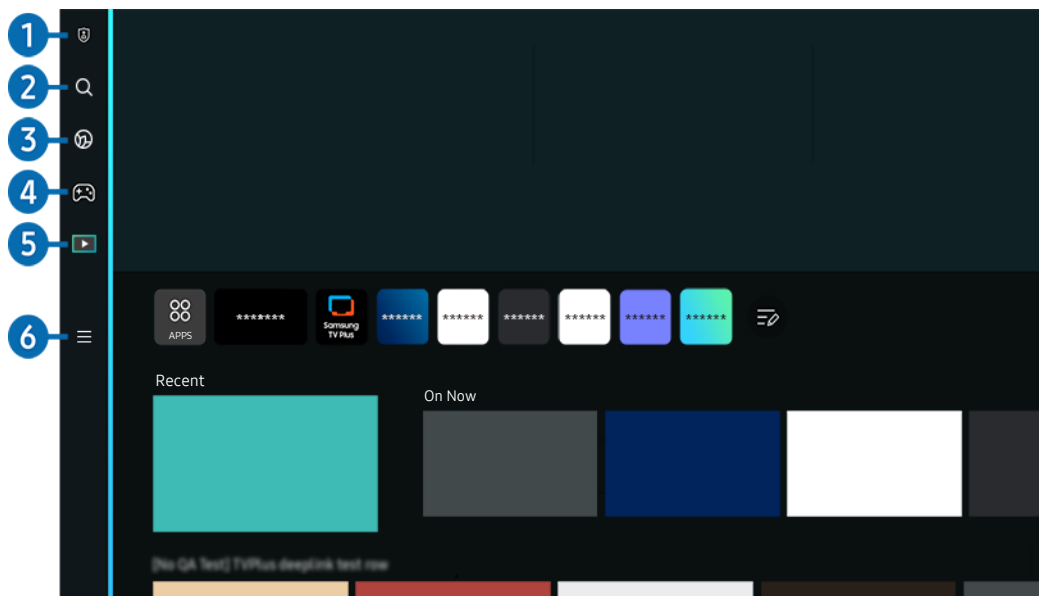 1
2
3
4
5
6
APPS
*******
Samsung
TV Plus
******
******
******
******
******
******
Recent
On Now
[No QA Test] TVPlus deeplink test row